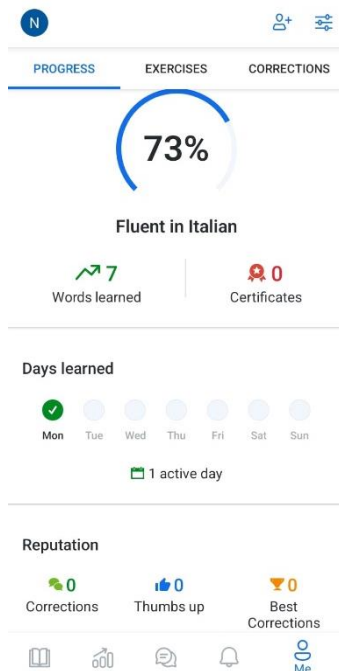 N
PROGRESS EXERCISES CORRECTIONS
73%
Fluent in Italian
7 0
Words learned Certificates
Days learned
Mon Tue Wed Thu Fri Sat Sun
1 active day
Reputation
0 0 0
Corrections Thumbs up Best
Corrections
Me